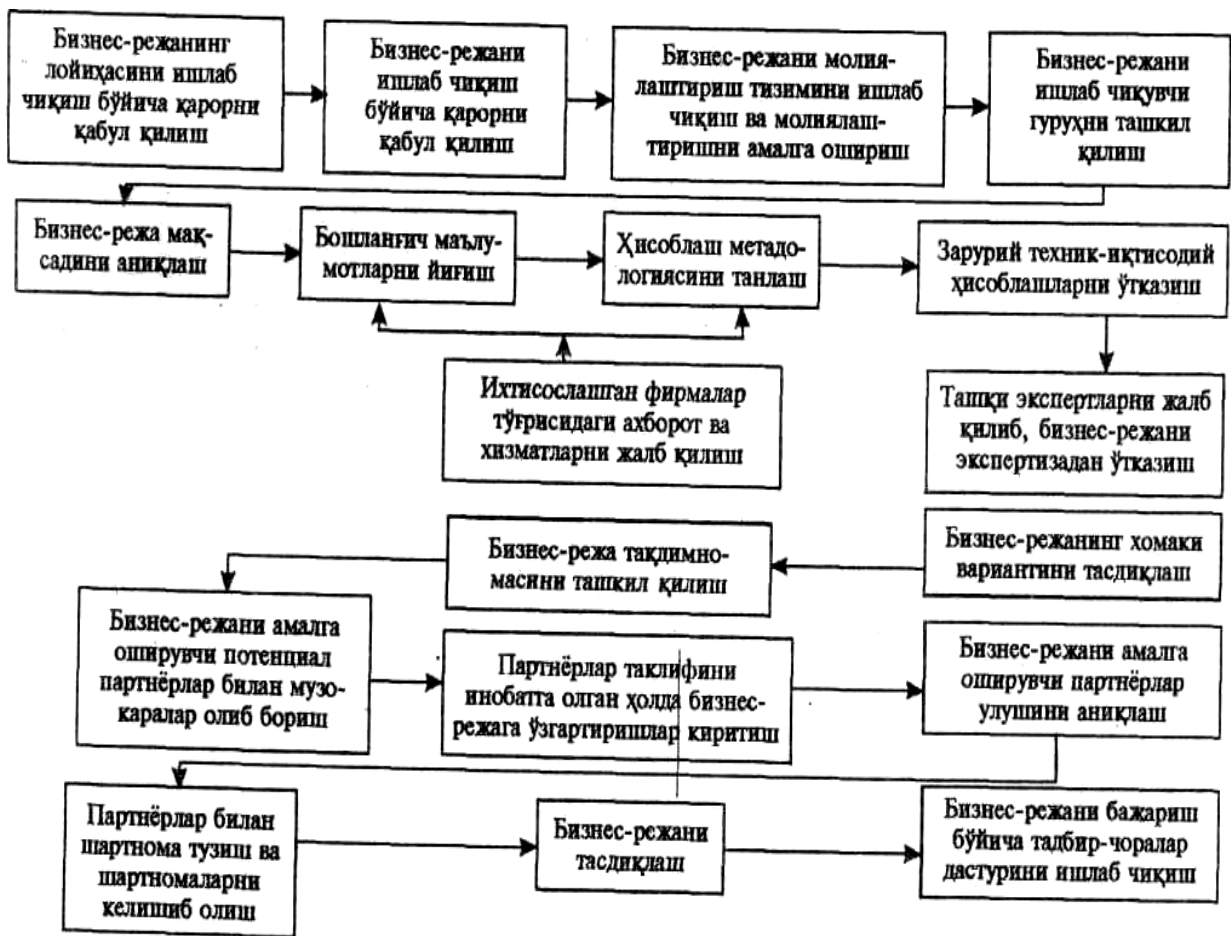 Бизнес-режанинг
лойиҳасини ишлаб
чиқиш бўйича қарорни
қабул қилиш
Бизнес-режани
ишлаб чиқиш
бўйича қарорни
қабул қилиш
Бизнес-режани молия-
лаштириш тизимини ишлаб
чиқиш ва молиялаш-
тиришни амалга ошириш
Бизнес-режани
ишлаб чиқувчи
гуруҳни ташкил
қилиш
Бизнес-режа мақ-
садини аниқлаш
Бошланғич маълу-
мотларни йиғиш
Ҳисоблаш метадо-
логиясини танлаш
Зарурий техник-иқтисодий
ҳисоблашларни ўтказиш
Ихтисослашган фирмалар
тўғрисидаги ахборот ва
хизматларни жалб қилиш
Ташқи экспертларни жалб
қилиб, бизнес-режани
экспертизадан ўтказиш
Бизнес-режа тақдимно-
масини ташкил қилиш
Бизнес-режанинг хомаки
вариантини тасдиқлаш
Бизнес-режани амалга
оширувчи потенциал
партнёрлар билан музо-
каралар олиб бориш
Партнёрлар таклифини
инобатга олган ҳолда бизнес-
режага ўзгартиришлар киритиш
Бизнес-режани амалга
оширувчи партнёрлар
улушини аниқлаш
Партнёрлар билан
шартнома тузиш ва
шартномаларни
келишиб олиш
Бизнес-режани
тасдиқлаш
Бизнес-режани бажариш
бўйича тадбир-чоралар
дастурини ишлаб чиқиш